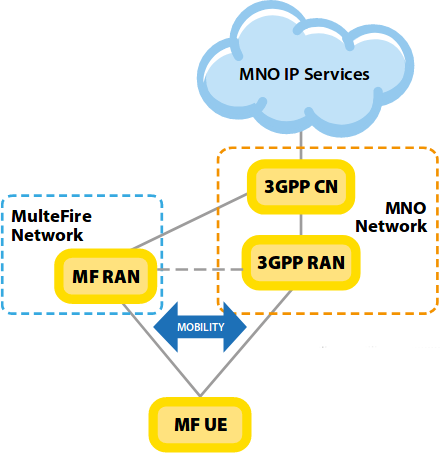 MNO IP Services
3GPP CN
MNO
Network
MulteFire
Network
3GPP RAN
MF RAN
MOBILITY
MF UE